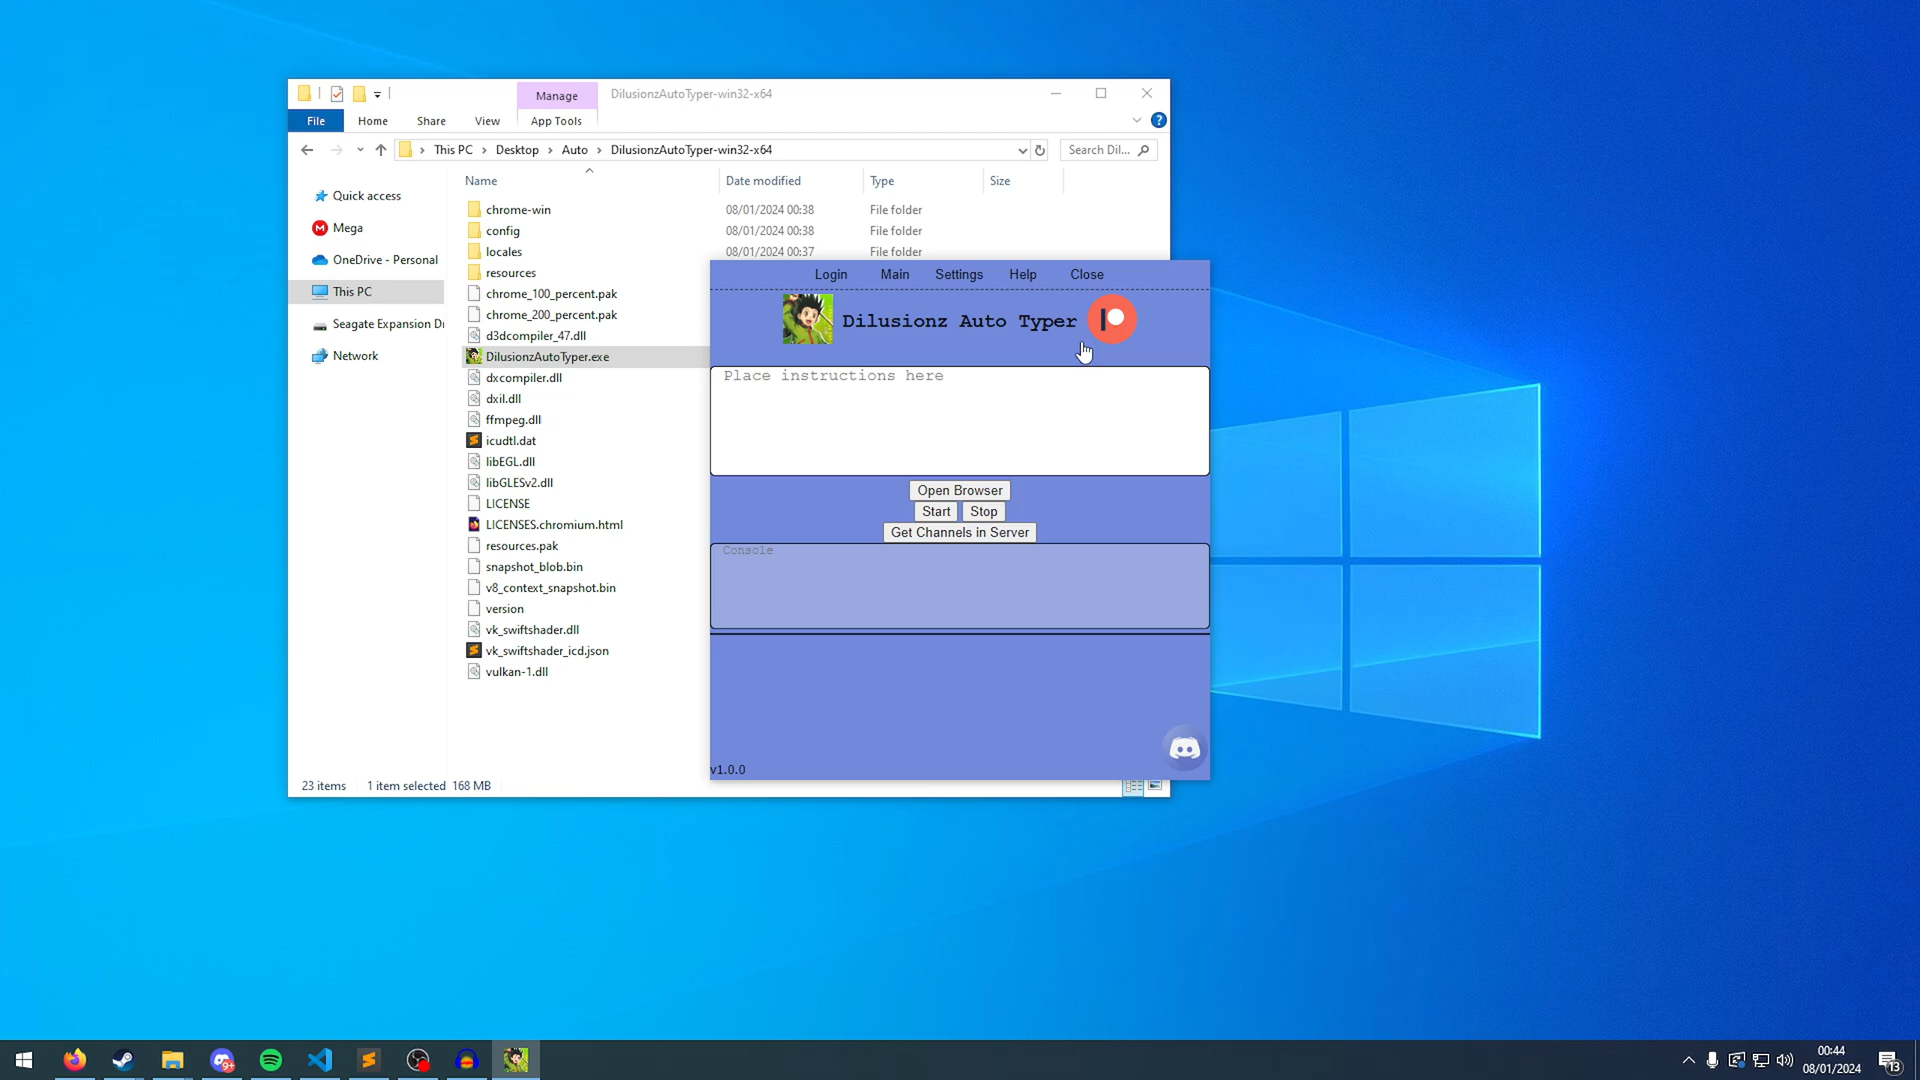 Manage
DilusionzAutoTyper-win32-x64
File
Home
Share
View
App Tools
This PC
Desktop
Auto
DilusionzAutoTyper-win32-x64
Search Dil...
Name
Date modified
Type
Size
Quick access
Mega
OneDrive - Personal
This PC
Seagate Expansion Dr
Network
chrome-win 08/01/2024 00:38 File folder
config 08/01/2024 00:38 File folder
locales 08/01/2024 00:37 File folder
resources
chrome_100_percent.pak
chrome_200_percent.pak
d3dcompiler_47.dll
DilusionzAutoTyper.exe
dxcompiler.dll
dxil.dll
ffmpeg.dll
icudtl.dat
libEGL.dll
libGLESv2.dll
LICENSE
LICENSES.chromium.html
resources.pak
snapshot_blob.bin
v8_context_snapshot.bin
version
vk_swiftshader.dll
vk_swiftshader_icd.json
vulkan-1.dll
23 items 1 item selected 168 MB
Login Main Settings Help Close
Dilusionz Auto Typer
Place instructions here
Open Browser
Start Stop
Get Channels in Server
Console
v1.0.0
9+
00:44
08/01/2024
13